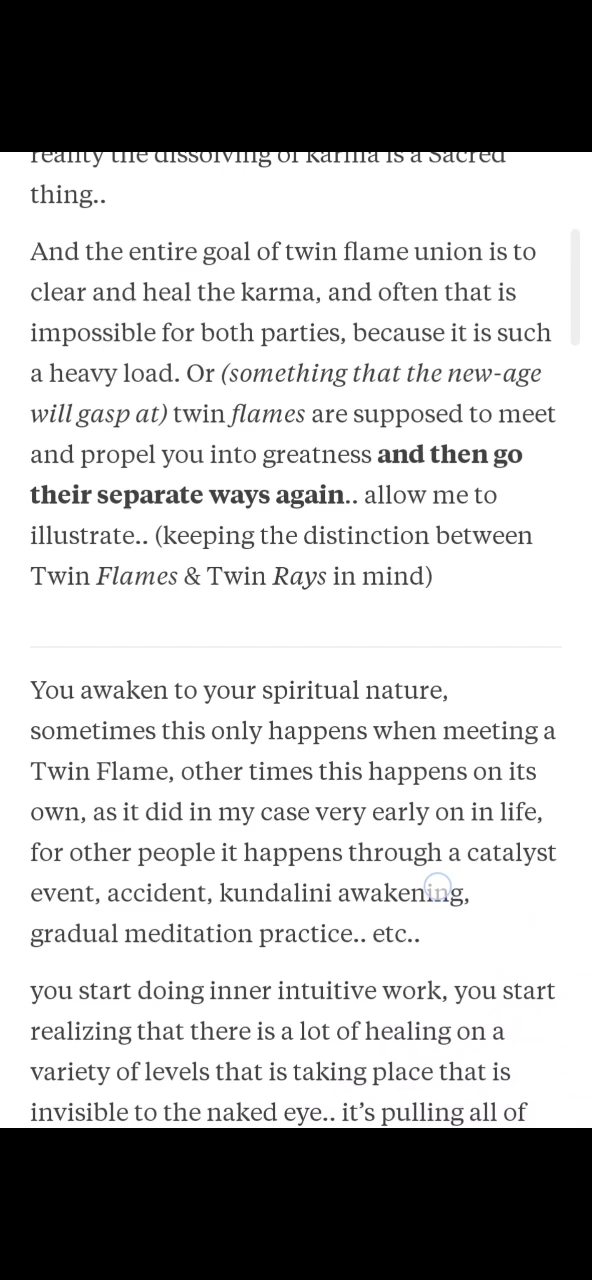 reality the dissolving of karma is a Sacred
thing..
And the entire goal of twin flame union is to
clear and heal the karma, and often that is
impossible for both parties, because it is such
a heavy load. Or (something that the new-age
will gasp at) twin flames are supposed to meet
and propel you into greatness and then go
their separate ways again.. allow me to
illustrate.. (keeping the distinction between
Twin Flames & Twin Rays in mind)
You awaken to your spiritual nature,
sometimes this only happens when meeting a
Twin Flame, other times this happens on its
own, as it did in my case very early on in life,
for other people it happens through a catalyst
event, accident, kundalini awakening,
gradual meditation practice.. etc..
you start doing inner intuitive work, you start
realizing that there is a lot of healing on a
variety of levels that is taking place that is
invisible to the naked eye.. it's pulling all of